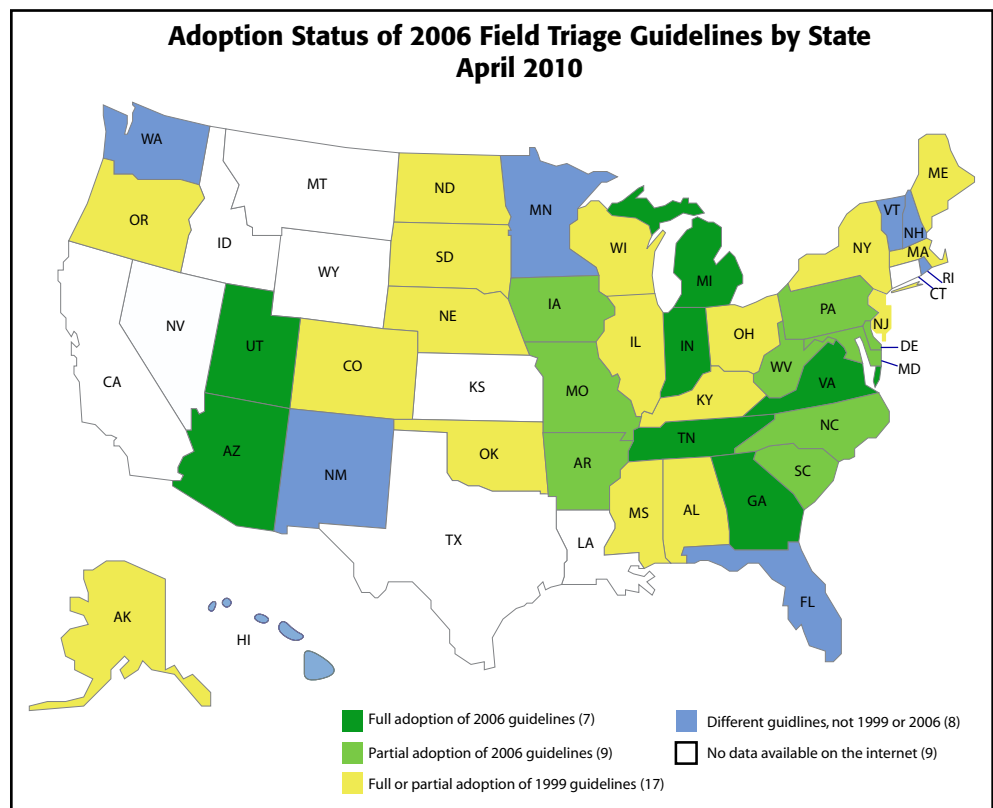 Adoption Status of 2006 Field Triage Guidelines by State
April 2010
WA
MT
ND
MN
ME
OR
ID
SD
WI
MI
NY
VT
NH
MA
RI
CT
WY
NE
IA
IL
IN
OH
PA
NJ
DE
MD
NV
UT
CO
KS
MO
KY
WV
VA
CA
AZ
NM
OK
AR
TN
NC
SC
TX
LA
MS
AL
GA
FL
AK
HI
Full adoption of 2006 guidelines (7)
Partial adoption of 2006 guidelines (9)
Full or partial adoption of 1999 guidelines (17)
Different guidlines, not 1999 or 2006 (8)
No data available on the internet (9)